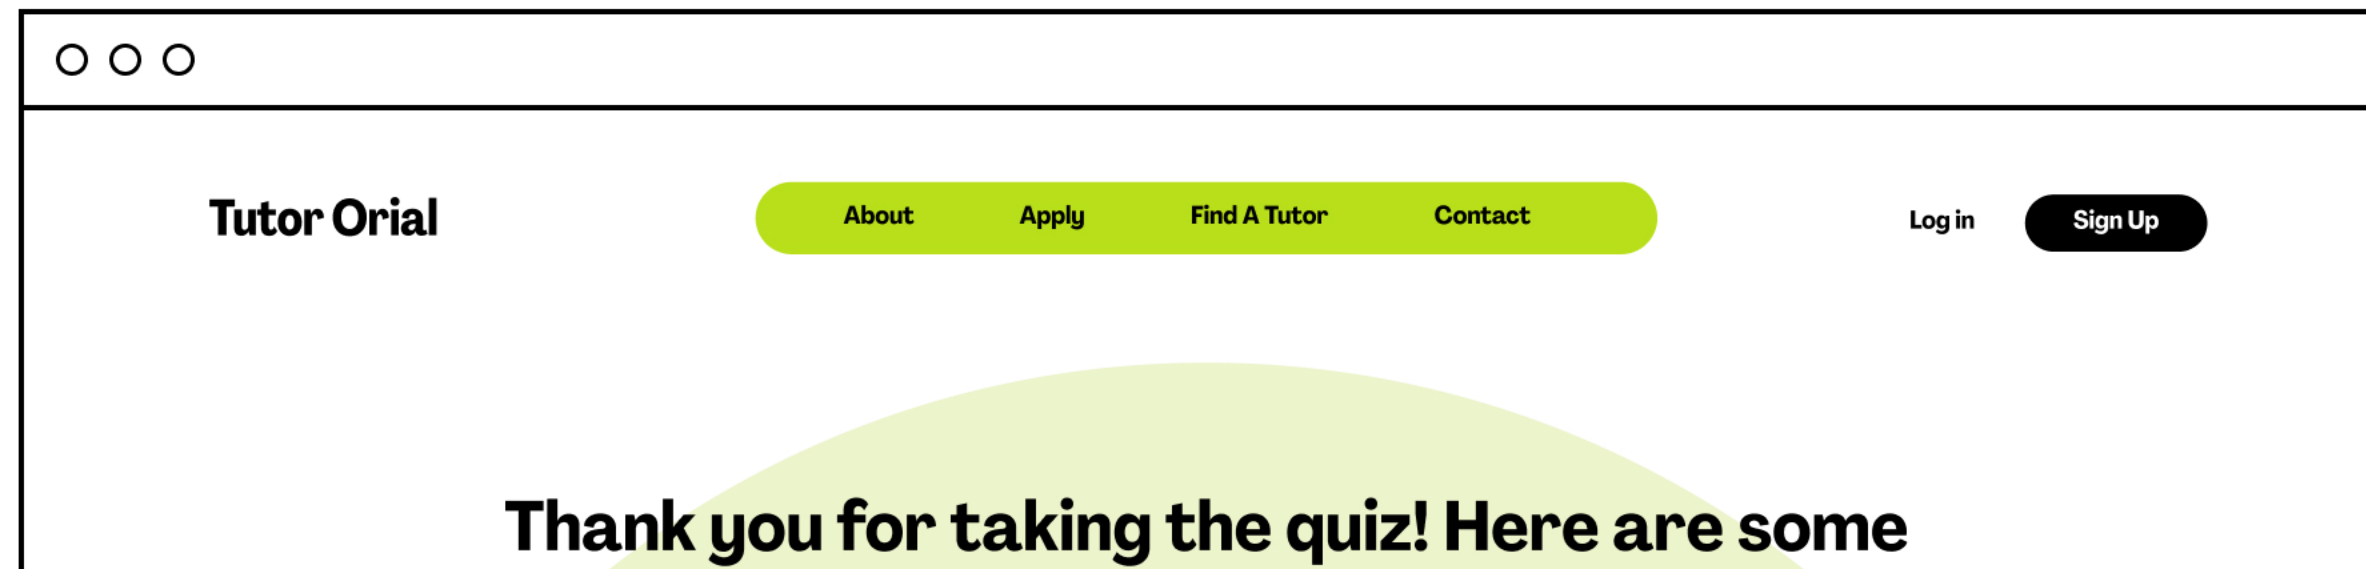 Tutor Orial
About Apply Find A Tutor Contact
Log in Sign Up
Thank you for taking the quiz! Here are some